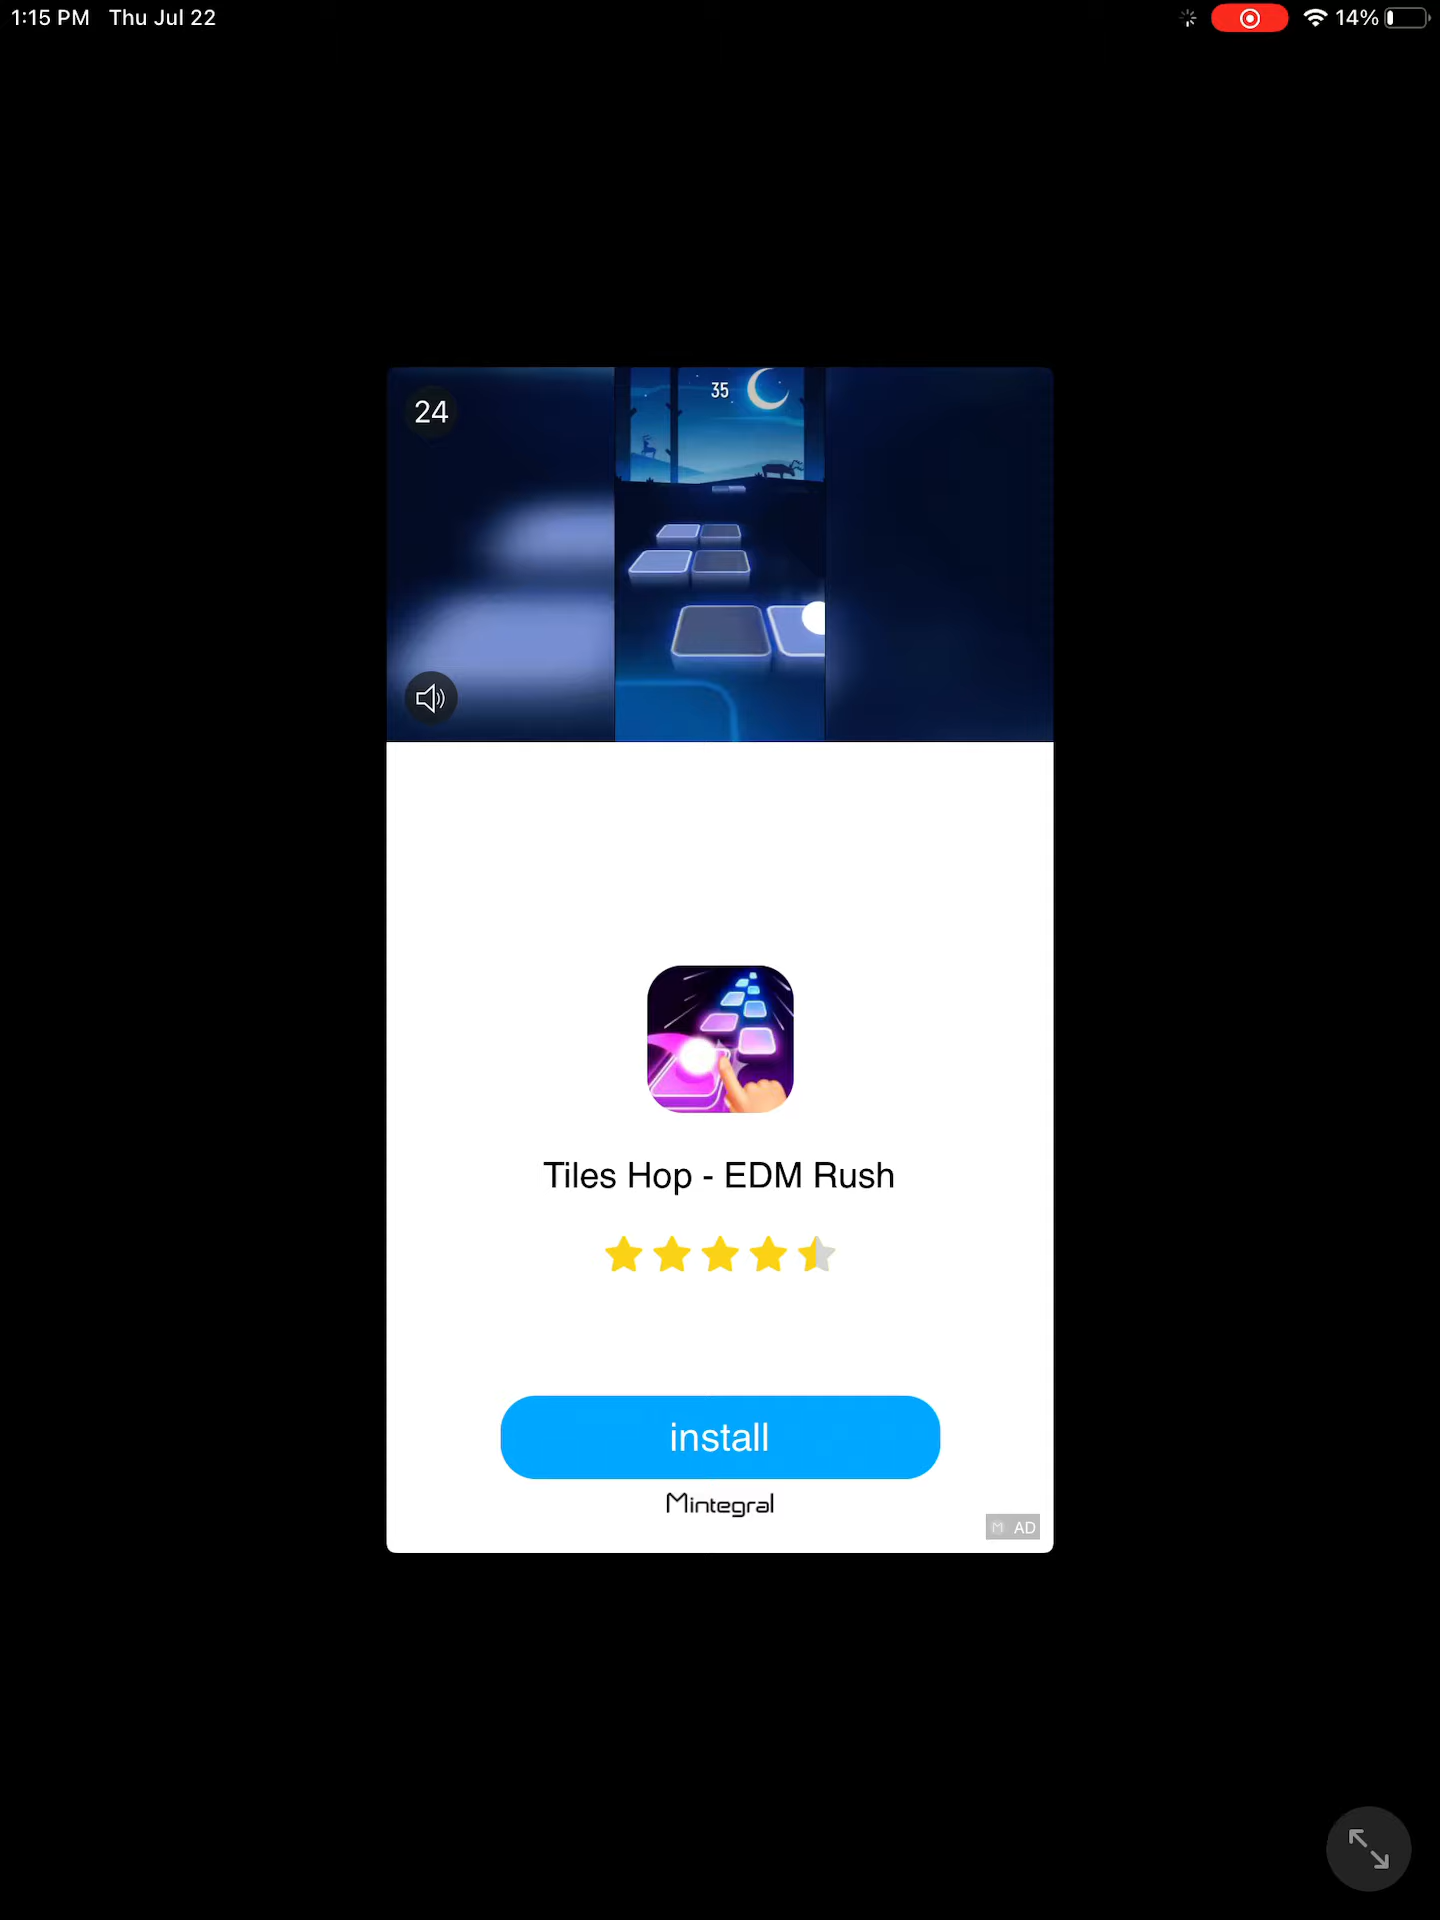 1:15 PM Thu Jul 22
14%
24
35
Tiles Hop - EDM Rush
install
Mintegral
M AD